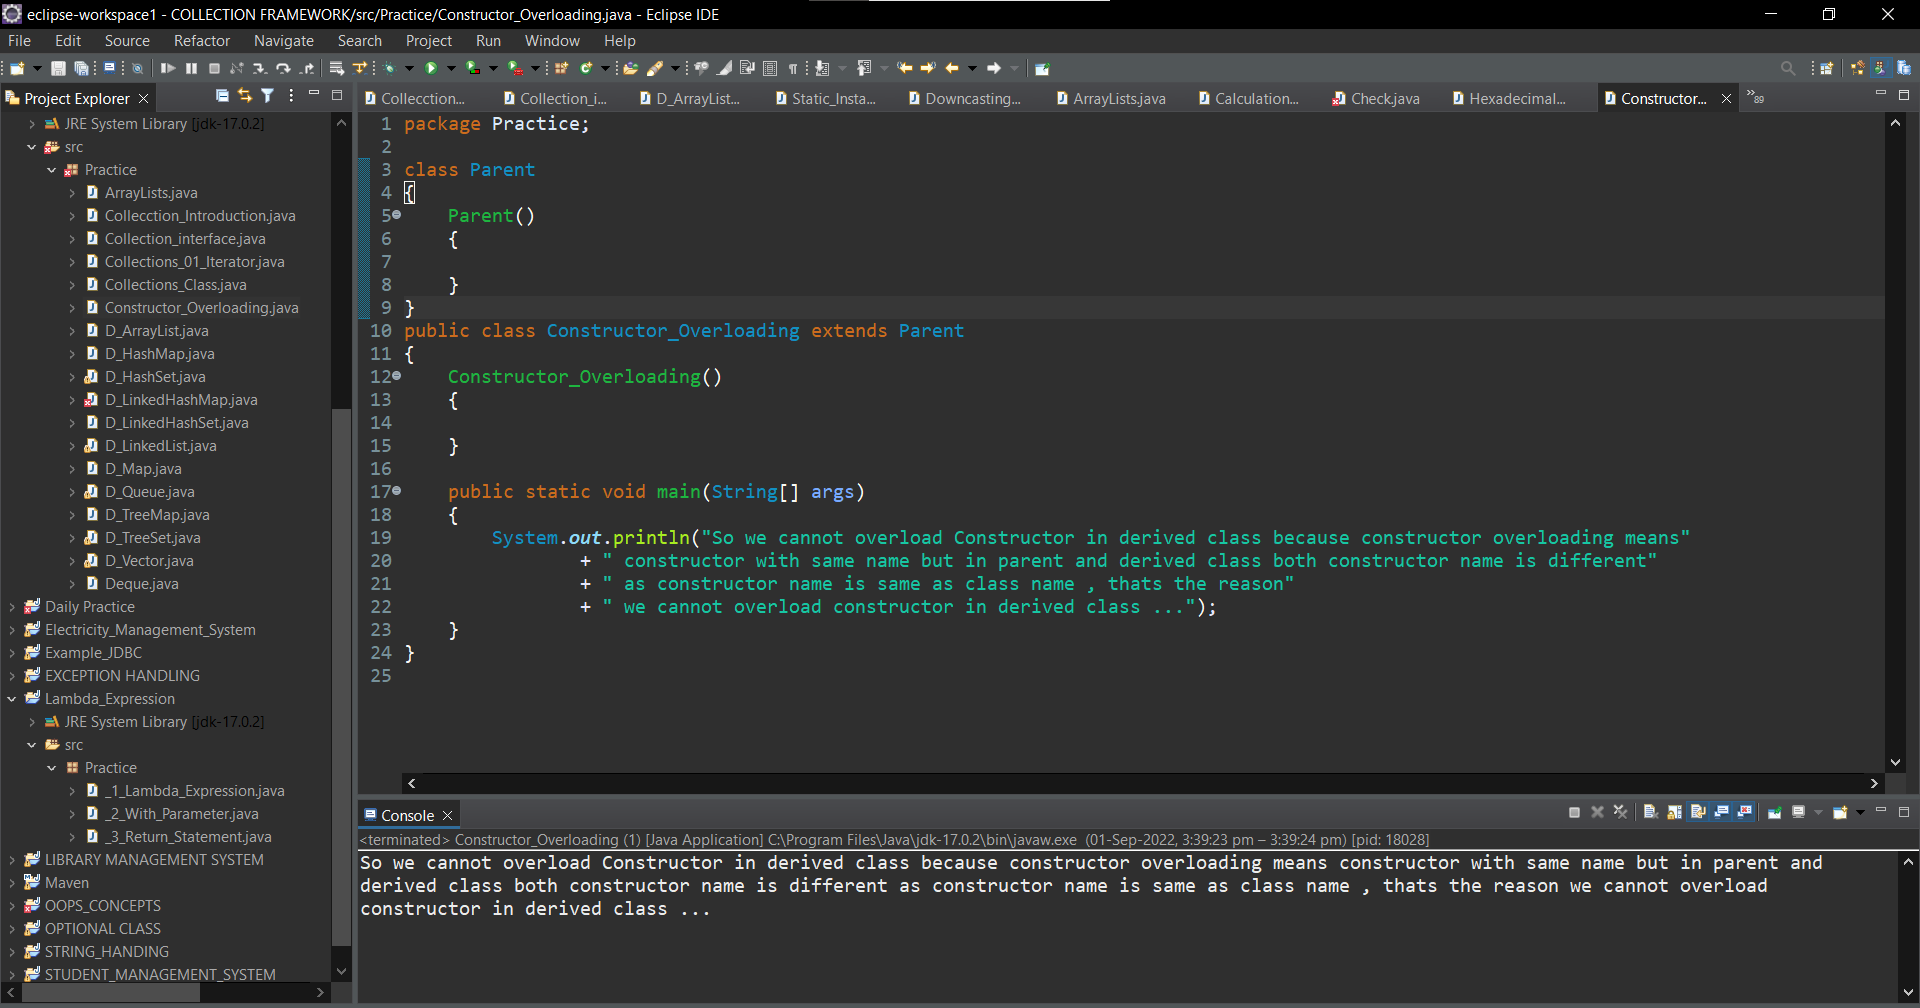 eclipse-workspace1 - COLLECTION FRAMEWORK/src/Practice/Constructor_Overloading.java - Eclipse IDE
File Edit Source Refactor Navigate Search Project Run Window Help
Project Explorer
JRE System Library [jdk-17.0.2]
src
Practice
ArrayLists.java
Collecction_Introduction.java
Collection_interface.java
Collections_01_Iterator.java
Collections_Class.java
Constructor_Overloading.java
D_ArrayList.java
D_HashMap.java
D_HashSet.java
D_LinkedHashMap.java
D_LinkedHashSet.java
D_LinkedList.java
D_Map.java
D_Queue.java
D_TreeMap.java
D_TreeSet.java
D_Vector.java
Deque.java
Daily Practice
Electricity_Management_System
Example_JDBC
EXCEPTION HANDLING
Lambda_Expression
JRE System Library [jdk-17.0.2]
src
Practice
_1_Lambda_Expression.java
_2_With_Parameter.java
_3_Return_Statement.java
LIBRARY MANAGEMENT SYSTEM
Maven
OOPS_CONCEPTS
OPTIONAL CLASS
STRING_HANDING
STUDENT_MANAGEMENT_SYSTEM
Collecction... Collection_i... D_ArrayList... Static_Insta... Downcasting... ArrayLists.java Calculation... Check.java Hexadecimal... Constructor... 89
1 package Practice;
2
3 class Parent
4 {
5 Parent()
6 {
7
8 }
9 }
10 public class Constructor_Overloading extends Parent
11 {
12 Constructor_Overloading()
13 {
14
15 }
16
17 public static void main(String[] args)
18 {
19 System.out.println("So we cannot overload Constructor in derived class because constructor overloading means"
20 + " constructor with same name but in parent and derived class both constructor name is different"
21 + " as constructor name is same as class name , thats the reason"
22 + " we cannot overload constructor in derived class ...");
23 }
24 }
25
Console
<terminated> Constructor_Overloading (1) [Java Application] C:\Program Files\Java\jdk-17.0.2\bin\javaw.exe (01-Sep-2022, 3:39:23 pm – 3:39:24 pm) [pid: 18028]
So we cannot overload Constructor in derived class because constructor overloading means constructor with same name but in parent and
derived class both constructor name is different as constructor name is same as class name , thats the reason we cannot overload
constructor in derived class ...